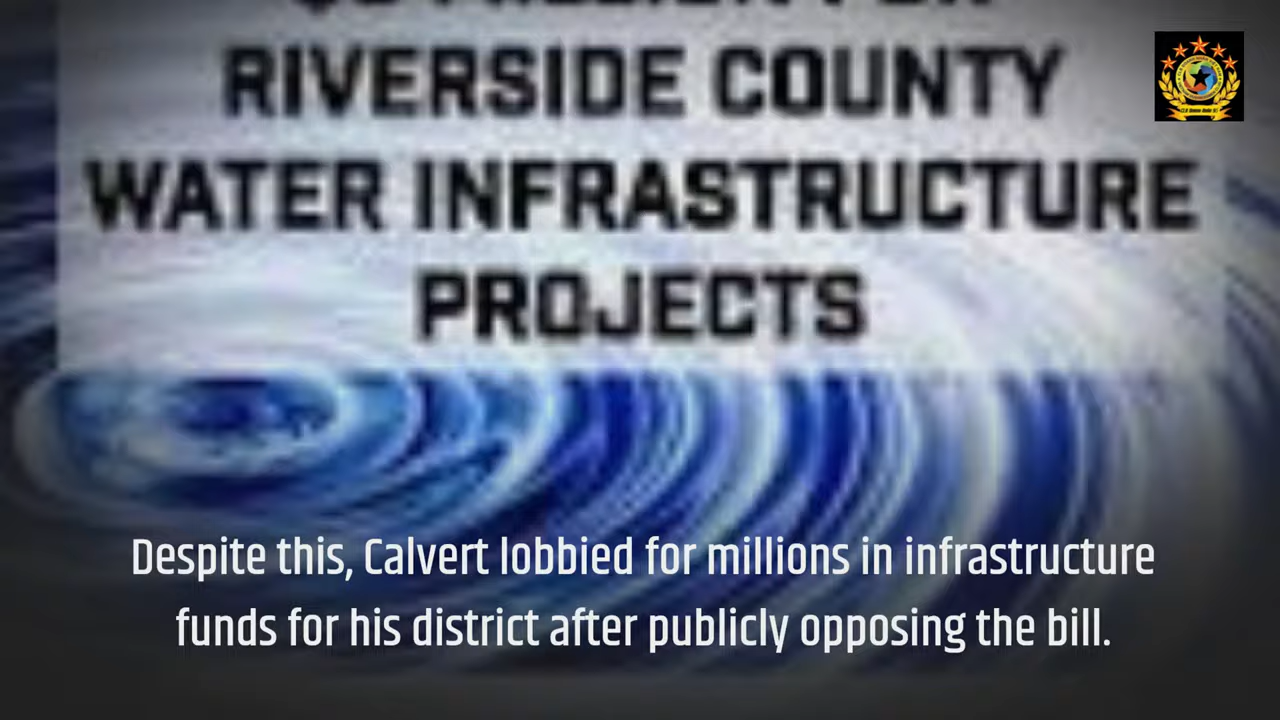 RIVERSIDE COUNTY
WATER INFRASTRUCTURE
PROJECTS
Despite this, Calvert lobbied for millions in infrastructure
funds for his district after publicly opposing the bill.